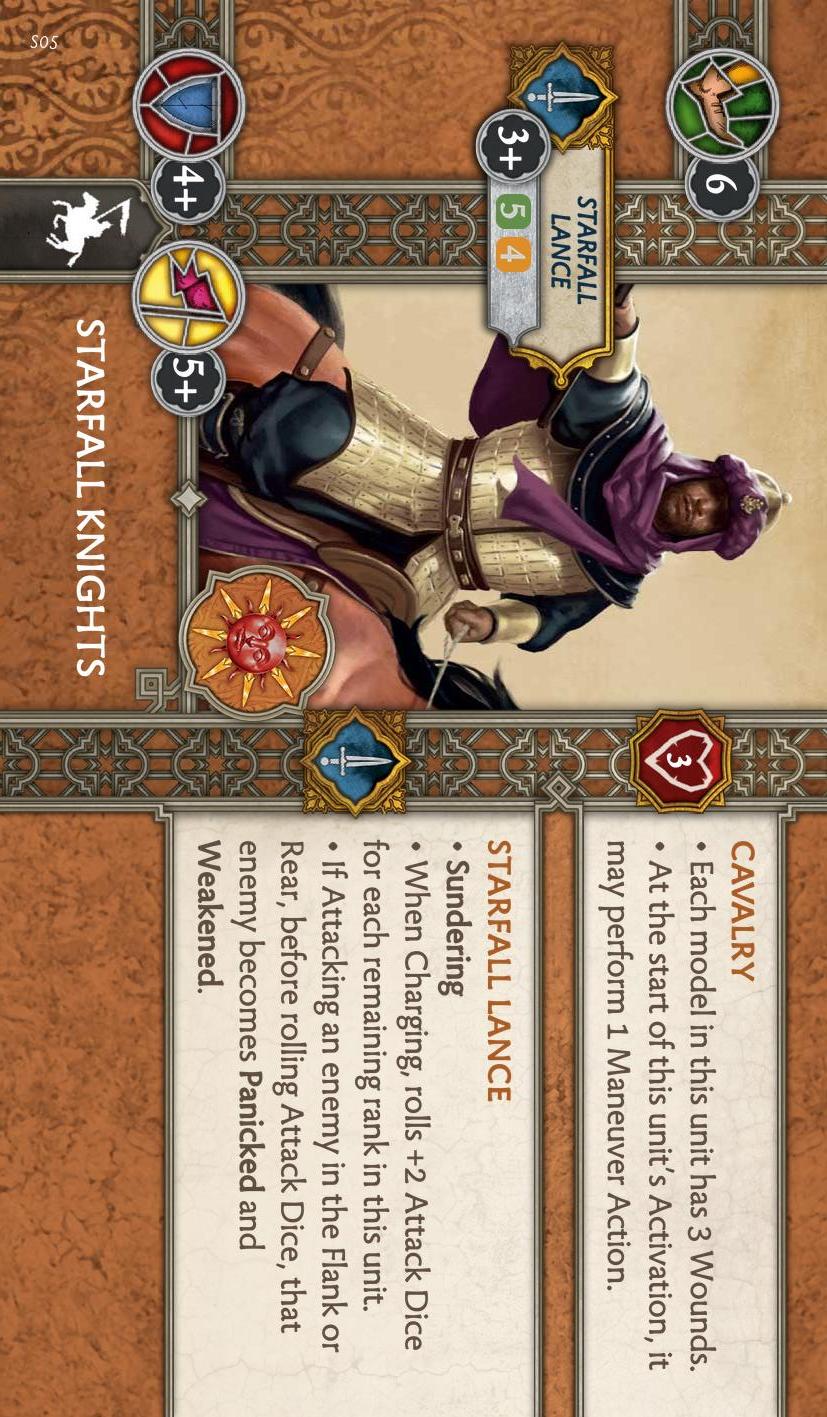 6
STARFALL
LANCE
3+
5 4
4+
5+
STARFALL KNIGHTS
S05
3
CAVALRY
• Each model in this unit has 3 Wounds.
• At the start of this unit's Activation, it
may perform 1 Maneuver Action.
STARFALL LANCE
• Sundering
• When Charging, rolls +2 Attack Dice
for each remaining rank in this unit.
• If Attacking an enemy in the Flank or
Rear, before rolling Attack Dice, that
enemy becomes Panicked and
Weakened.